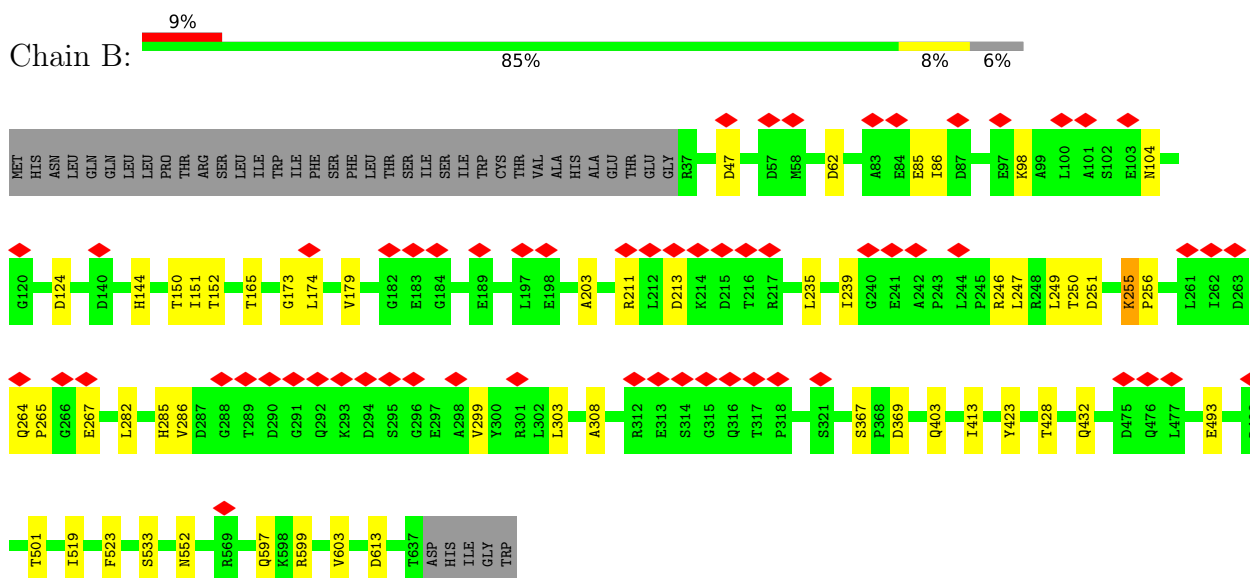 9%
Chain B:
85% 8% 6%
MET HIS ASN LEU GLN GLN LEU LEU PRO THR ARG SER LEU ILE TRP ILE PHE SER PHE LEU THR SER ILE SER ILE TRP CYS THR VAL ALA HIS ALA GLU THR GLU GLY R37 D47 D57 M58 D62 A83 E84 E85 I86 D87 E97 K98 A99 L100 A101 S102 E103 N104
G120 D124 D140 H144 T150 I151 T152 T165 G173 L174 V179 G182 E183 G184 E189 L197 E198 A203 R211 L212 D213 K214 D215 T216 R217 L235 I239 G240 E241 A242 P243 L244 P245 R246 L247 R248 L249 T250 D251 K255 P256 L261 I262 D263
Q264 P265 G266 E267 L282 H285 V286 D287 G288 T289 D290 G291 Q292 K293 D294 S295 G296 E297 A298 V299 Y300 R301 L302 L303 A308 R312 E313 S314 G315 Q316 T317 P318 S321 S367 P368 D369 Q403 I413 Y423 T428 Q432 D475 Q476 L477 E493
T501 I519 F523 S533 N552 R569 Q597 K598 R599 V603 D613 T637 ASP HIS ILE GLY TRP